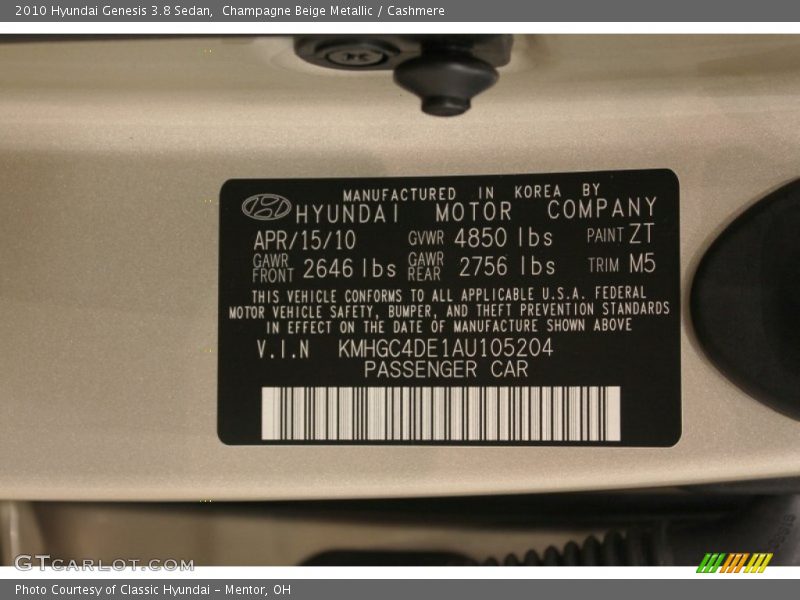 2010 Hyundai Genesis 3.8 Sedan, Champagne Beige Metallic / Cashmere
MANUFACTURED IN KOREA BY
HYUNDAI MOTOR COMPANY
APR/15/10 GVWR 4850 lbs PAINT ZT
GAWR FRONT 2646 lbs GAWR REAR 2756 lbs TRIM M5
THIS VEHICLE CONFORMS TO ALL APPLICABLE U.S.A. FEDERAL
MOTOR VEHICLE SAFETY, BUMPER, AND THEFT PREVENTION STANDARDS
IN EFFECT ON THE DATE OF MANUFACTURE SHOWN ABOVE
V.I.N KMHGC4DE1AU105204
PASSENGER CAR
GTCARLOT.COM
Photo Courtesy of Classic Hyundai - Mentor, OH